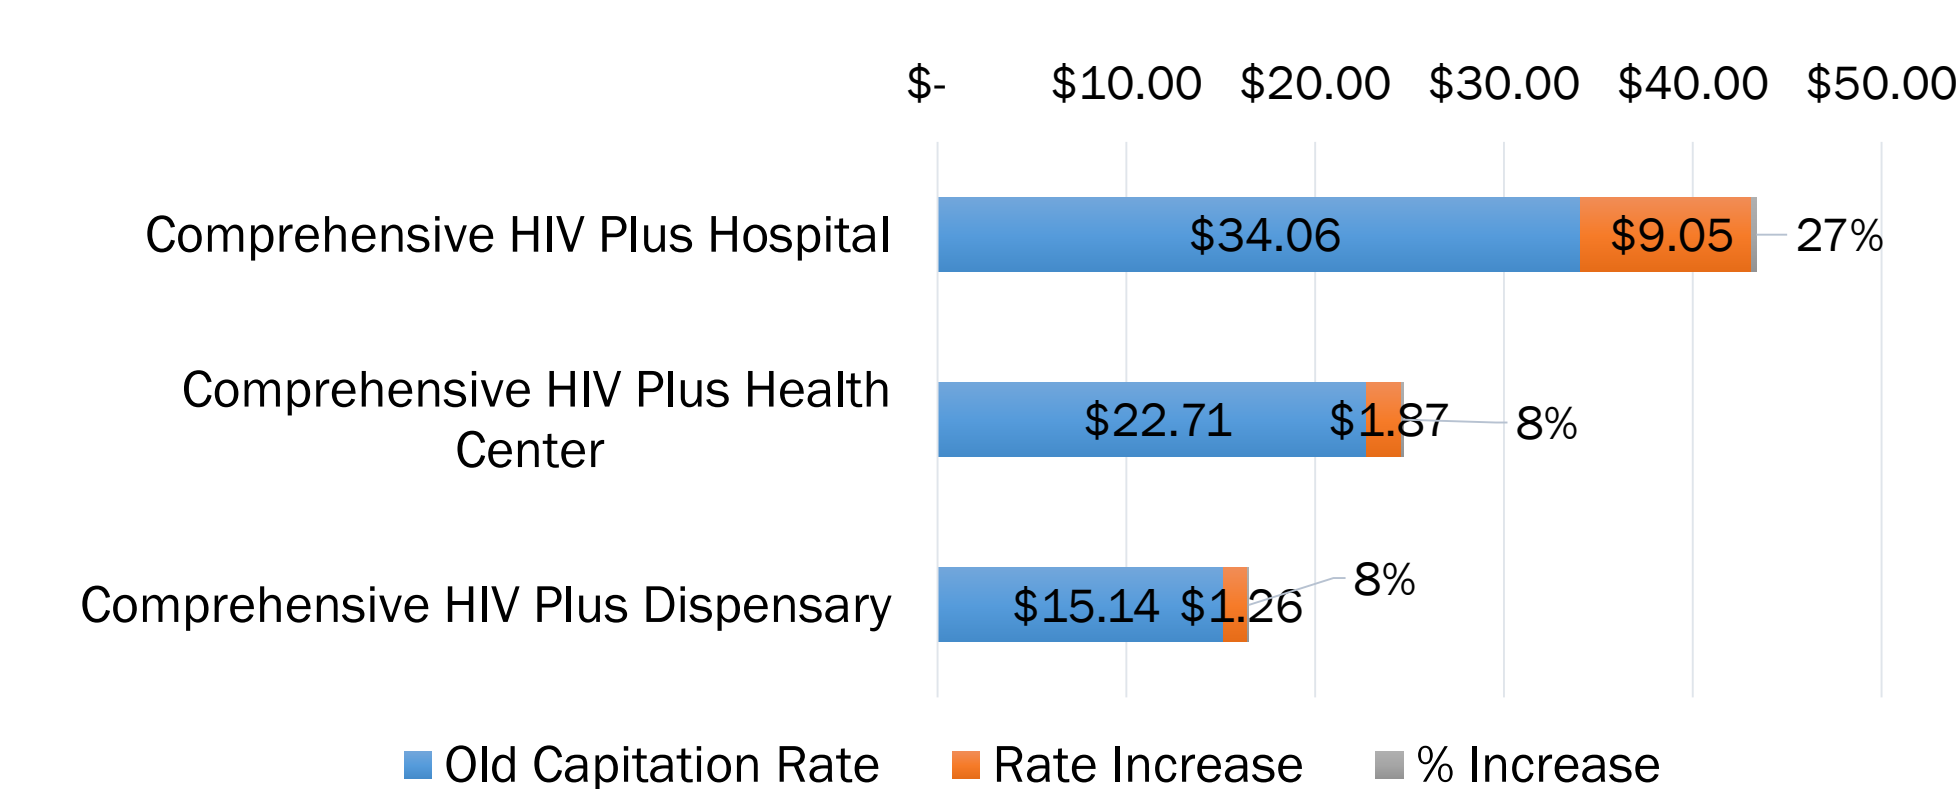 $- $10.00 $20.00 $30.00 $40.00 $50.00
Comprehensive HIV Plus Hospital $34.06 $9.05 27%
Comprehensive HIV Plus Health
Center
$22.71 $1.87 8%
Comprehensive HIV Plus Dispensary $15.14 $1.26 8%
Old Capitation Rate Rate Increase % Increase